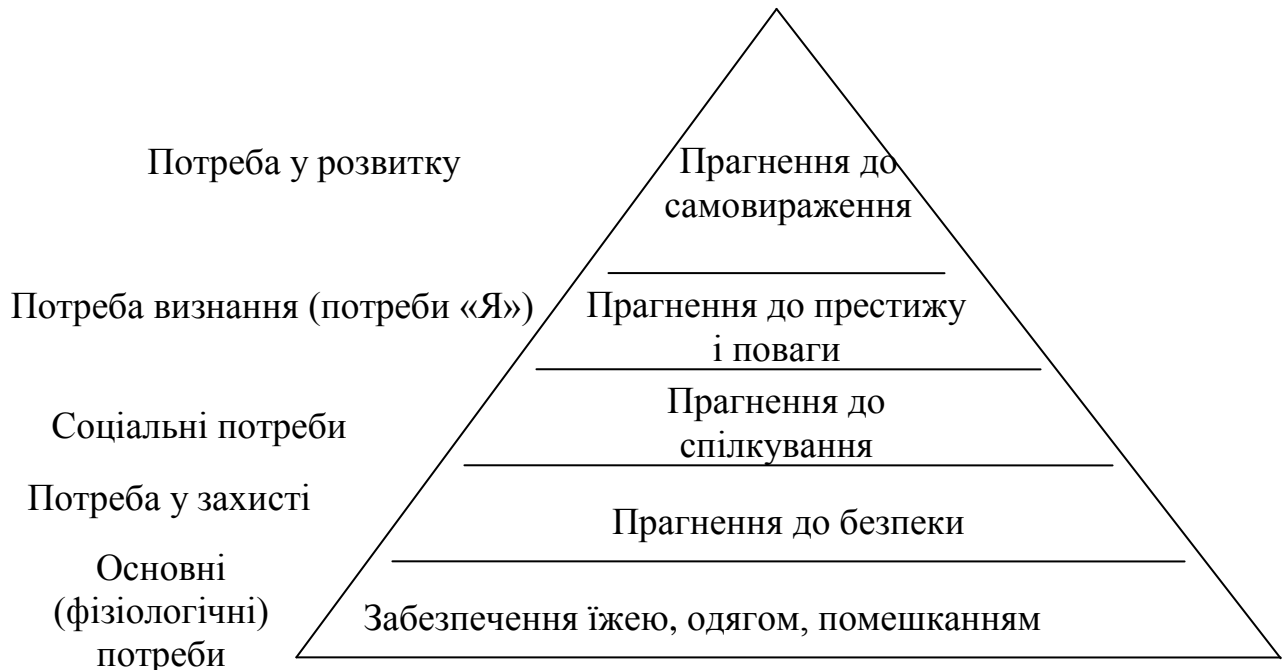 Потреба у розвитку
Прагнення до
самовираження
Потреба визнання (потреби «Я»)
Прагнення до престижу
і поваги
Соціальні потреби
Прагнення до
спілкування
Потреба у захисті
Прагнення до безпеки
Основні
(фізіологічні)
потреби
Забезпечення їжею, одягом, помешканням